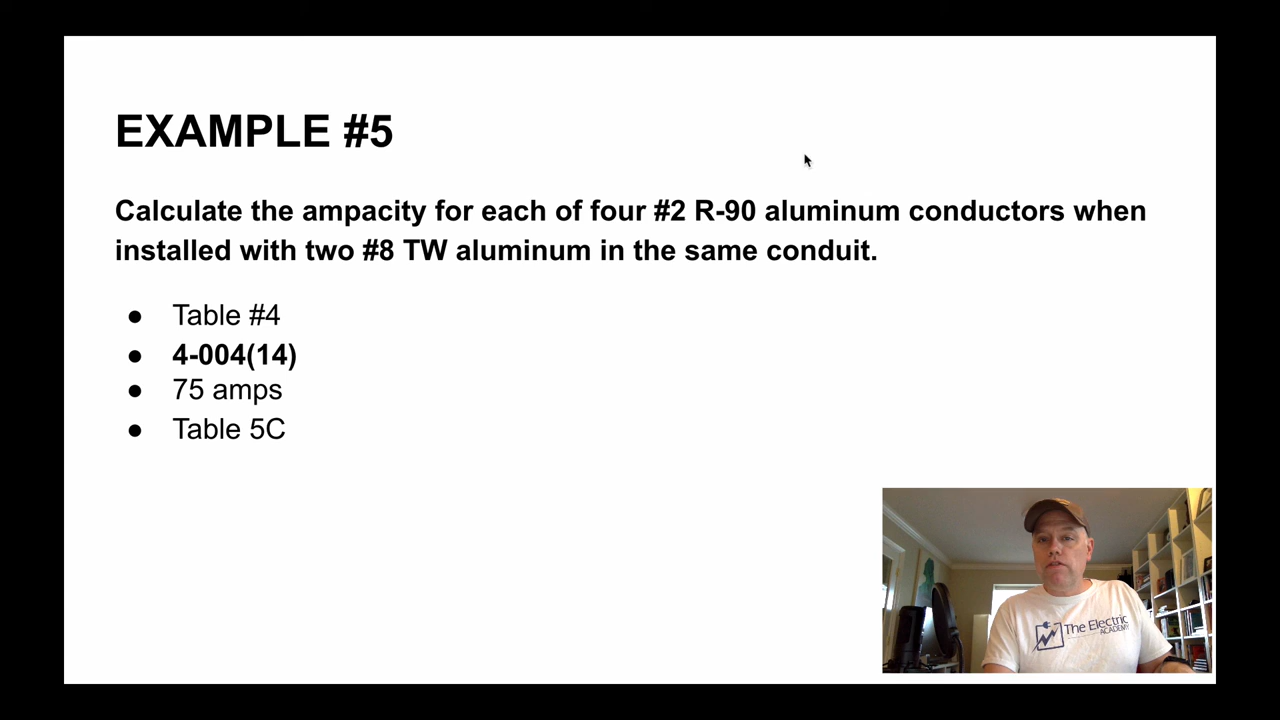 EXAMPLE #5
Calculate the ampacity for each of four #2 R-90 aluminum conductors when
installed with two #8 TW aluminum in the same conduit.
● Table #4
● 4-004(14)
● 75 amps
● Table 5C
The Electric
ACADEMY